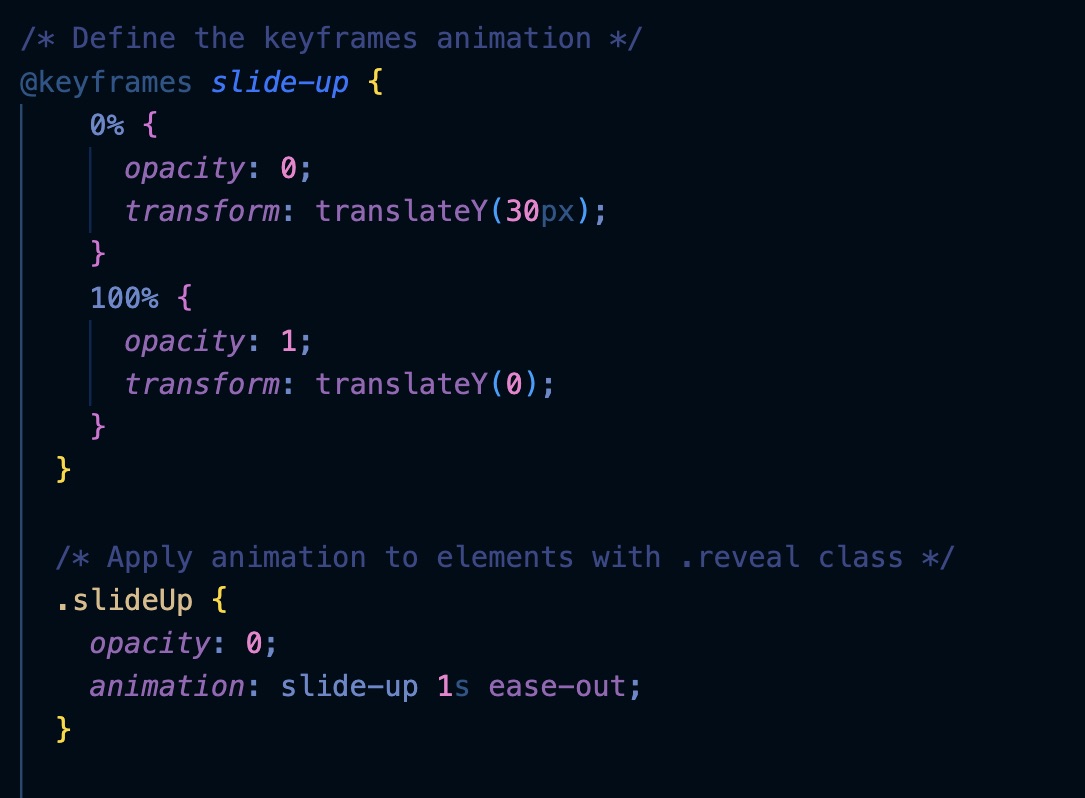 /* Define the keyframes animation */
@keyframes slide-up {
0% {
opacity: 0;
transform: translateY(30px);
}
100% {
opacity: 1;
transform: translateY(0);
}
}
/* Apply animation to elements with .reveal class */
.slideUp {
opacity: 0;
animation: slide-up 1s ease-out;
}